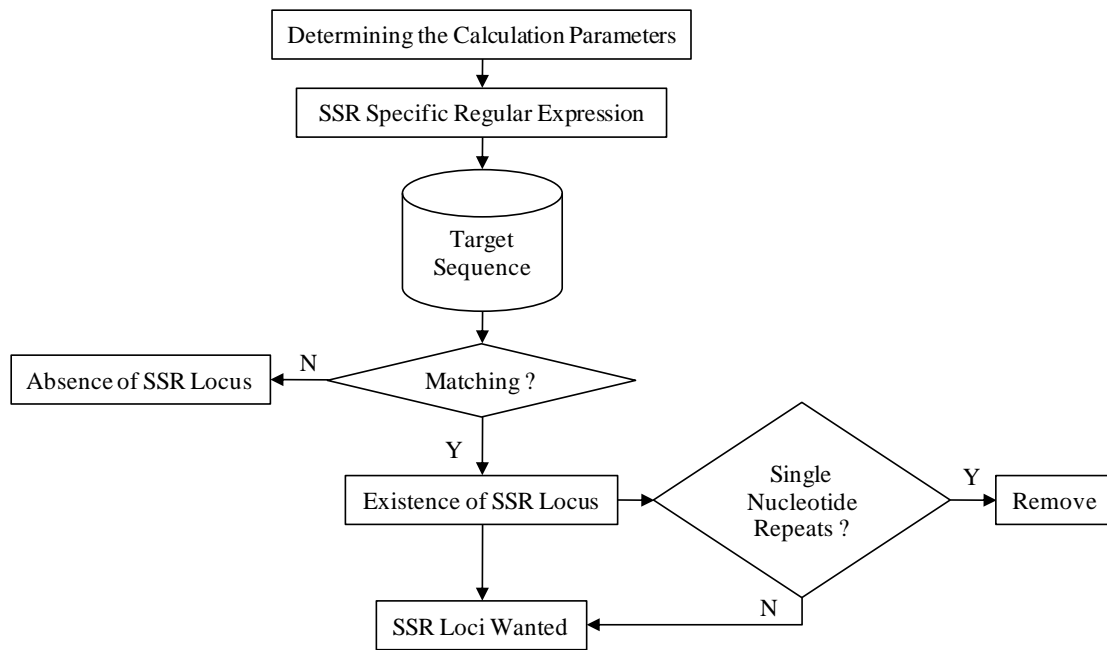 Determining the Calculation Parameters
SSR Specific Regular Expression
Target
Sequence
N
Absence of SSR Locus
Matching ?
Y
Existence of SSR Locus
Single
Nucleotide
Repeats ?
Y
Remove
N
SSR Loci Wanted